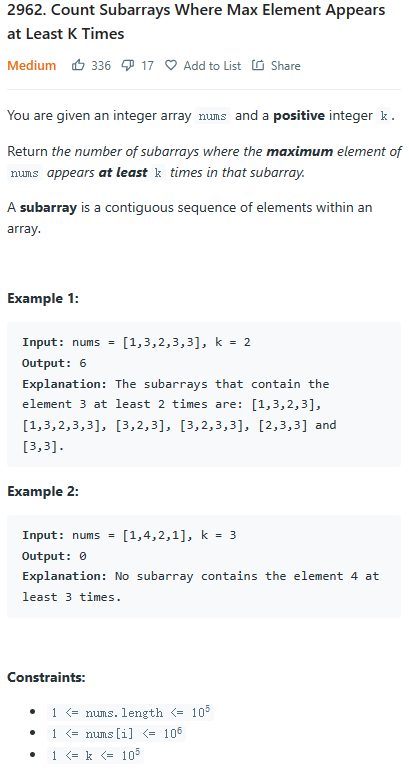 2962. Count Subarrays Where Max Element Appears
at Least K Times
Medium 336 17 Add to List Share
You are given an integer array nums and a positive integer k .
Return the number of subarrays where the maximum element of
nums appears at least k times in that subarray.
A subarray is a contiguous sequence of elements within an
array.
Example 1:
Input: nums = [1,3,2,3,3], k = 2
Output: 6
Explanation: The subarrays that contain the
element 3 at least 2 times are: [1,3,2,3],
[1,3,2,3,3], [3,2,3], [3,2,3,3], [2,3,3] and
[3,3].
Example 2:
Input: nums = [1,4,2,1], k = 3
Output: 0
Explanation: No subarray contains the element 4 at
least 3 times.
Constraints:
• 1 <= nums.length <= 10⁵
• 1 <= nums[i] <= 10⁶
• 1 <= k <= 10⁵